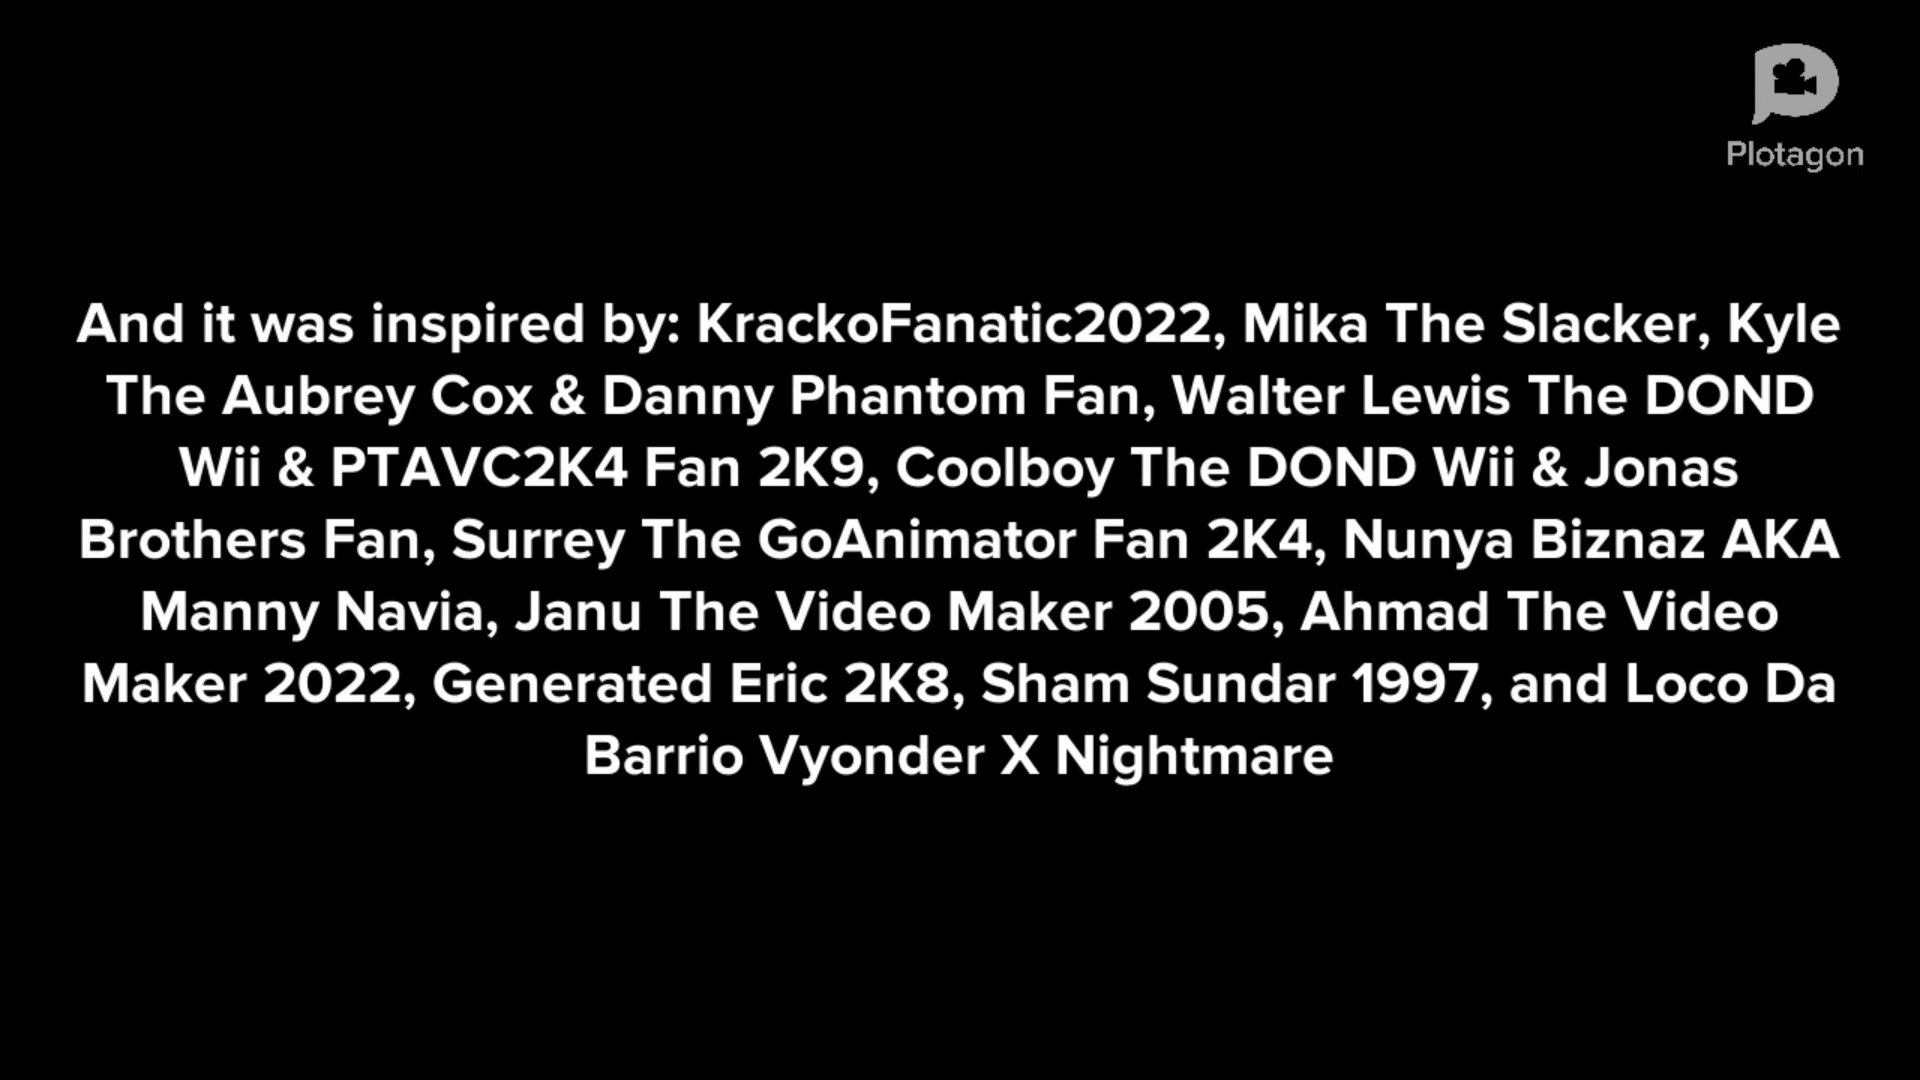 Plotagon
And it was inspired by: KrackoFanatic2022, Mika The Slacker, Kyle
The Aubrey Cox & Danny Phantom Fan, Walter Lewis The DOND
Wii & PTAVC2K4 Fan 2K9, Coolboy The DOND Wii & Jonas
Brothers Fan, Surrey The GoAnimator Fan 2K4, Nunya Biznaz AKA
Manny Navia, Janu The Video Maker 2005, Ahmad The Video
Maker 2022, Generated Eric 2K8, Sham Sundar 1997, and Loco Da
Barrio Vyonder X Nightmare